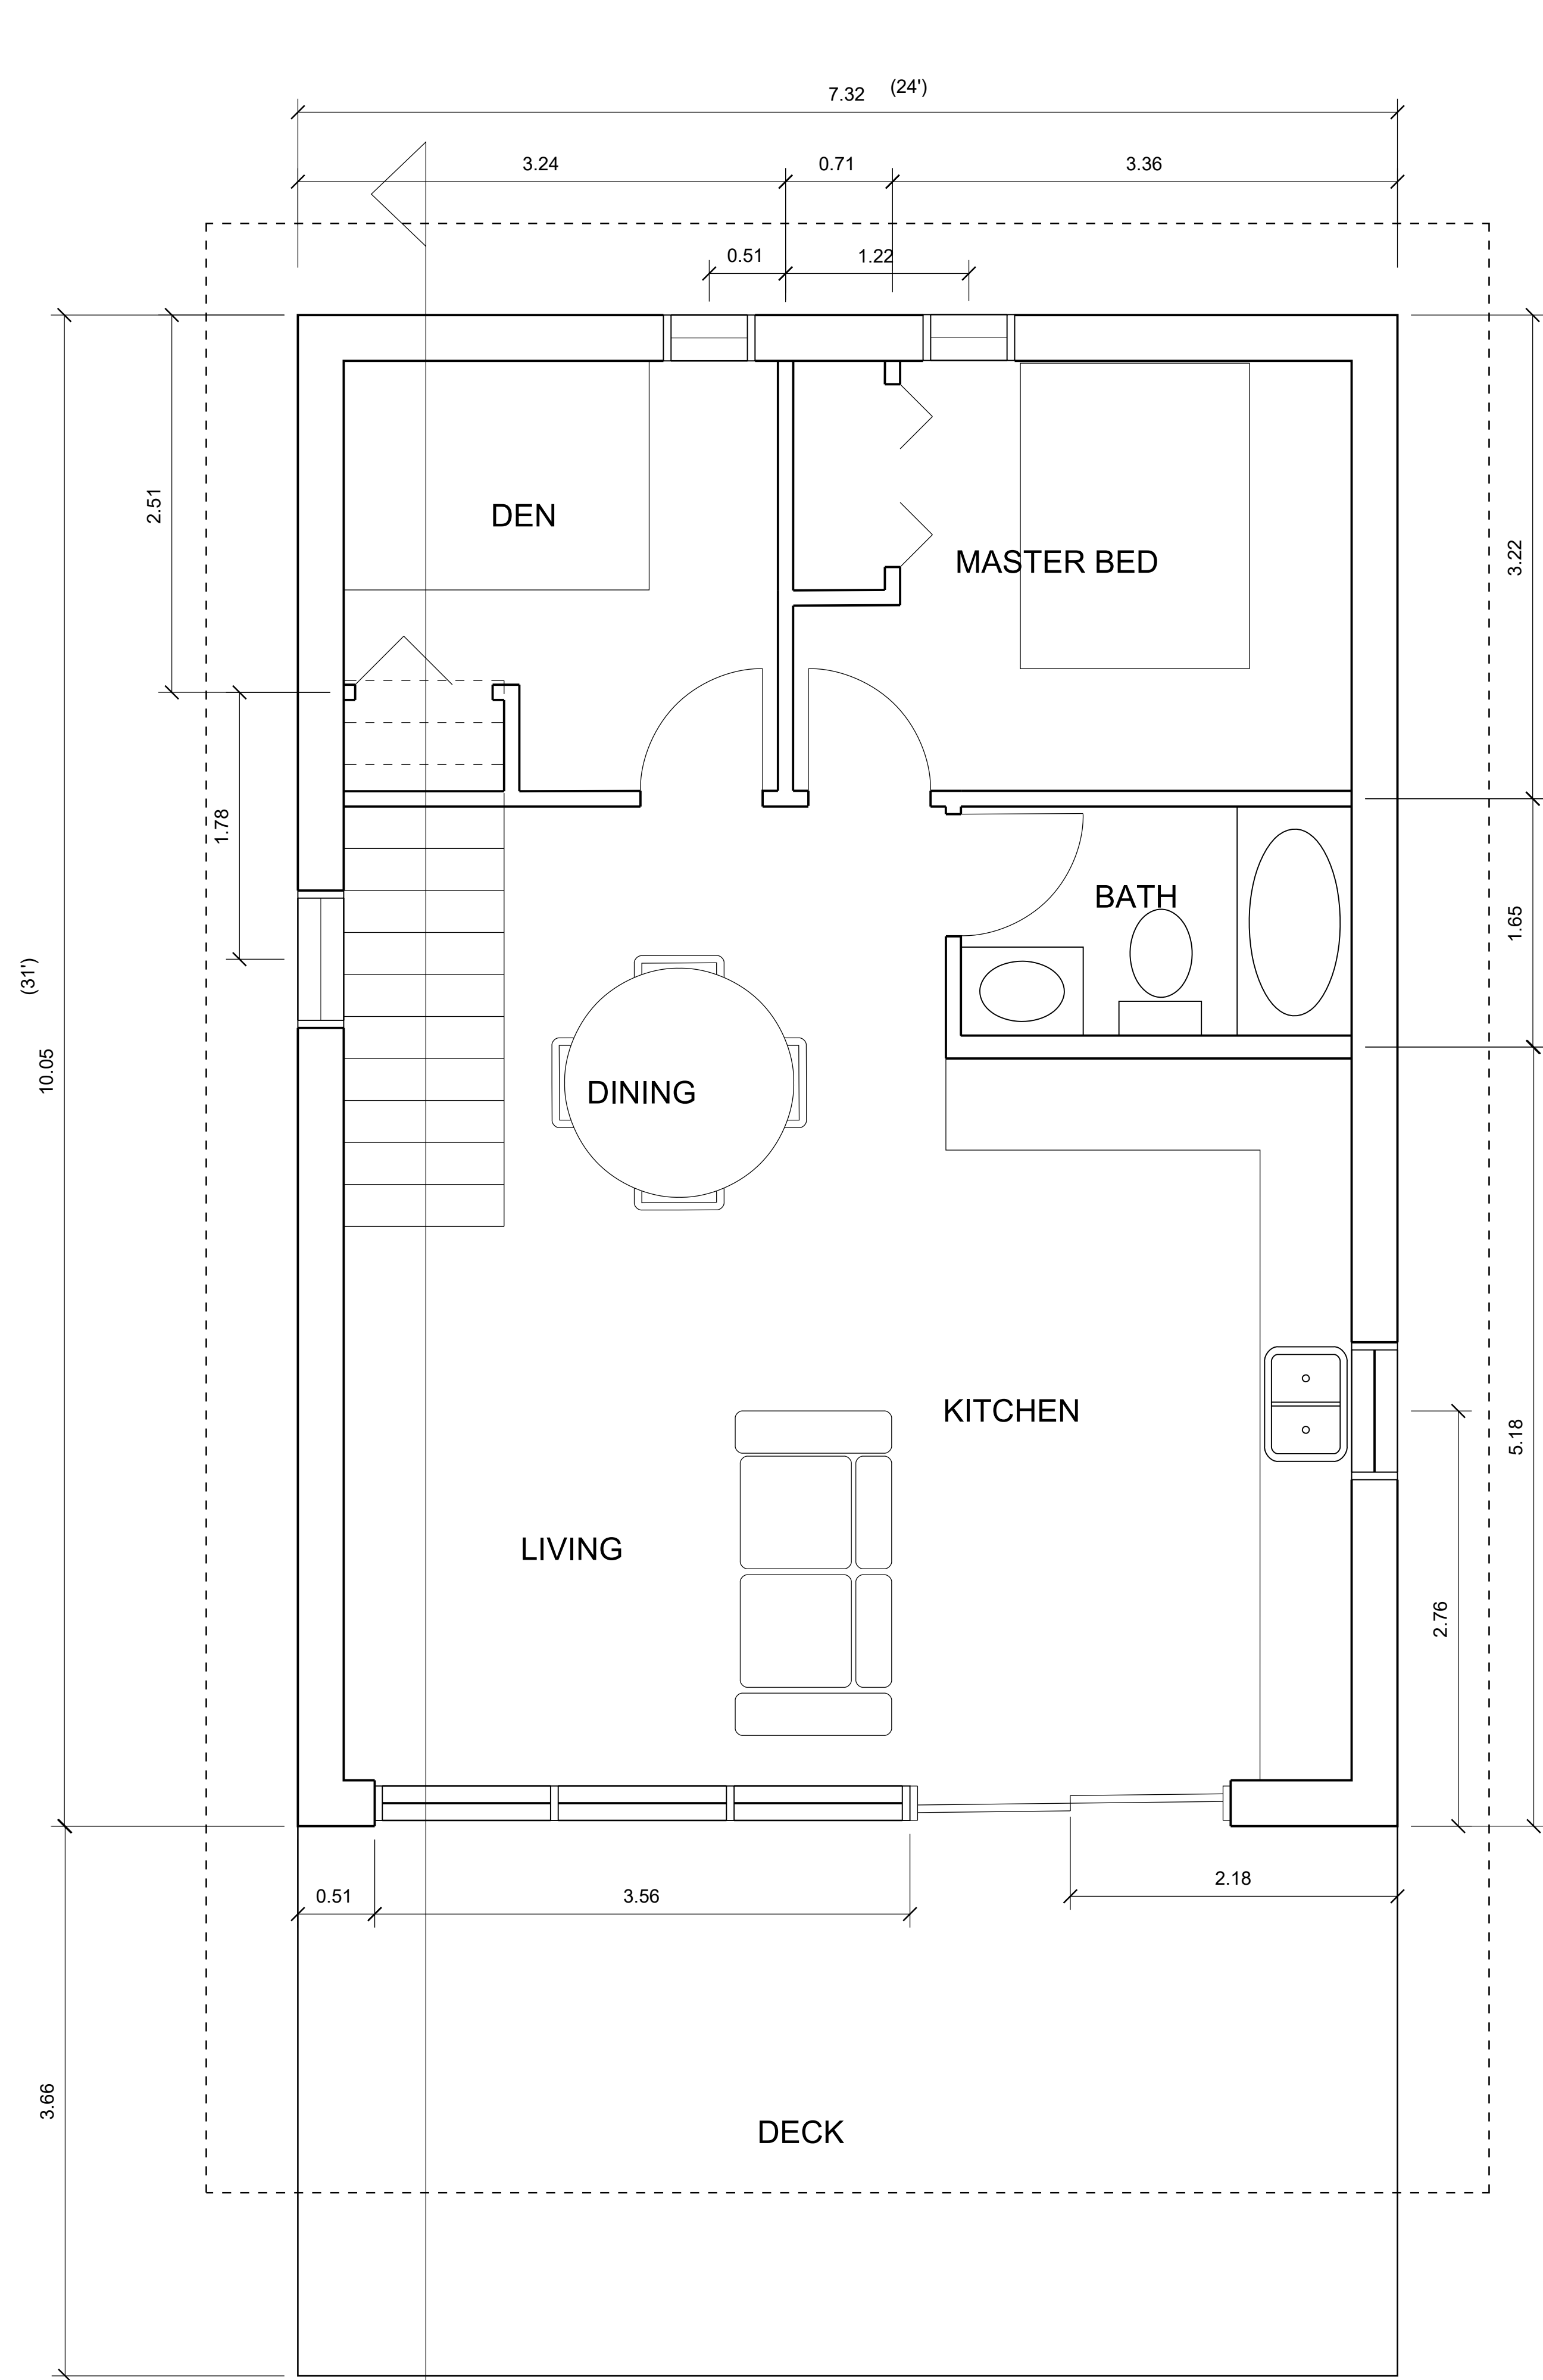 7.32 (24')
3.24 0.71 3.36
0.51 1.22
2.51
DEN
MASTER BED
3.22
1.78
BATH
1.65
(31')
10.05
DINING
KITCHEN
5.18
LIVING
2.76
0.51 3.56 2.18
3.66
DECK